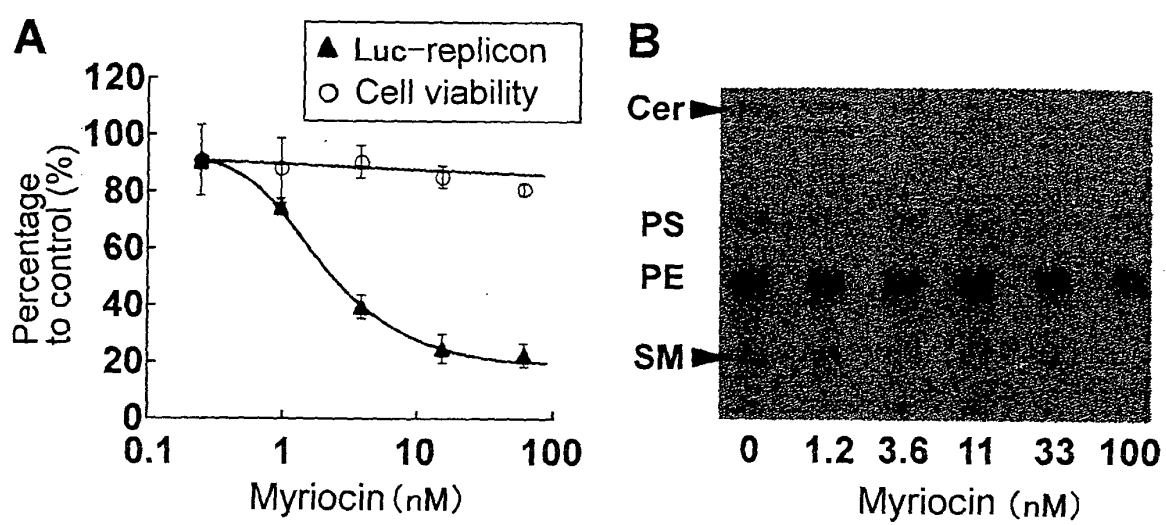 A
▲ Luc-replicon
○ Cell viability
120
100
80
60
40
20
0
Percentage
to control (%)
0.1 1 10 100
Myriocin (nM)
B
Cer
PS
PE
SM
0 1.2 3.6 11 33 100
Myriocin (nM)